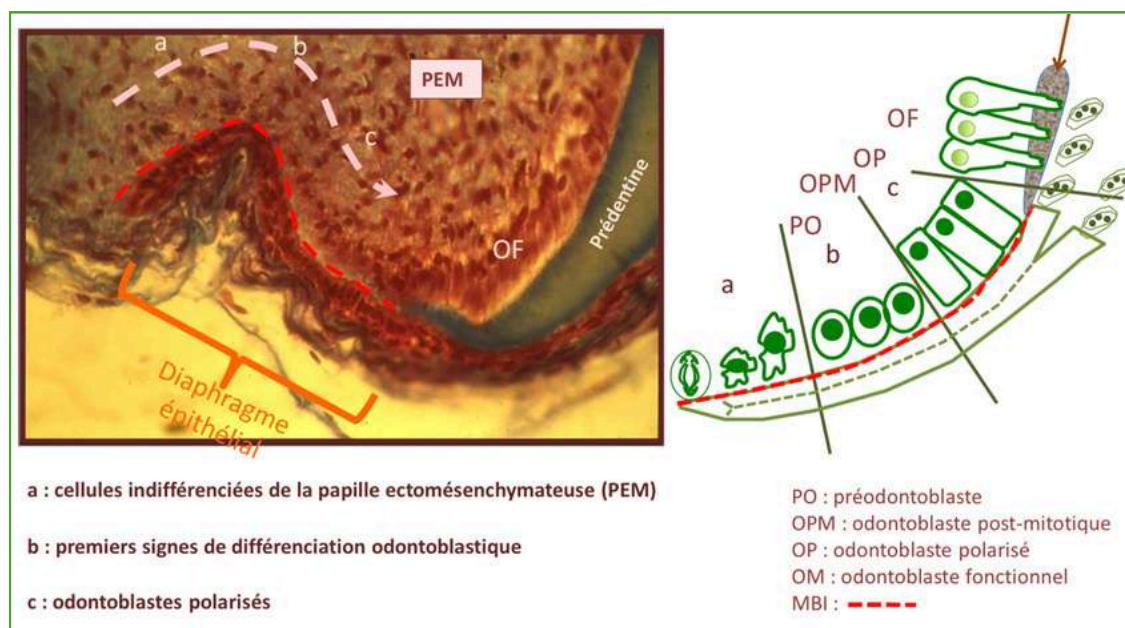 a
b
PEM
c
OF
Prédentine
Diaphragme
épithélial
OF
OP
OPM
c
PO
b
a
a : cellules indifférenciées de la papille ectomésenchymateuse (PEM)
b : premiers signes de différenciation odontoblastique
c : odontoblastes polarisés
PO : préodontoblaste
OPM : odontoblaste post-mitotique
OP : odontoblaste polarisé
OM : odontoblaste fonctionnel
MBI :